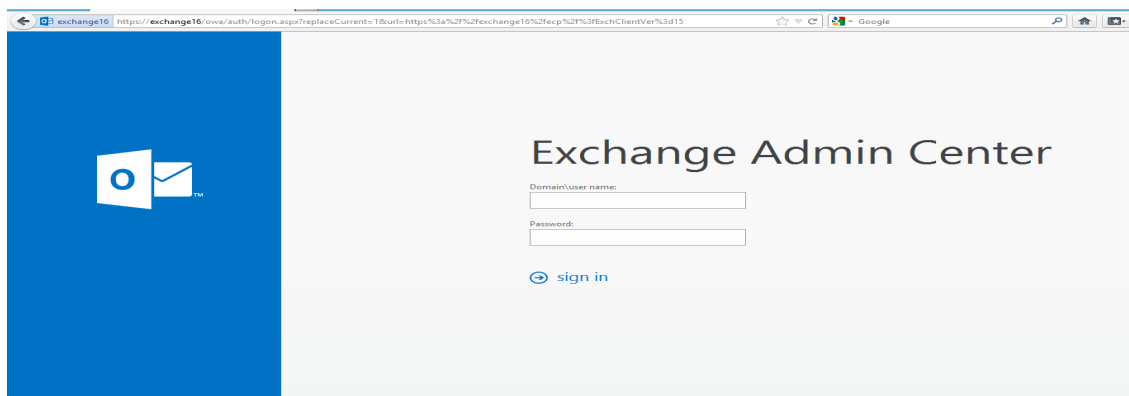 exchange16 https://exchange16/owa/auth/logon.aspx?replaceCurrent=1&url=https%3a%2f%2fexchange16%2fecp%2f%3fExchClientVer%3d15 Google
Exchange Admin Center
O
TM
Domain\user name:
Password:
sign in